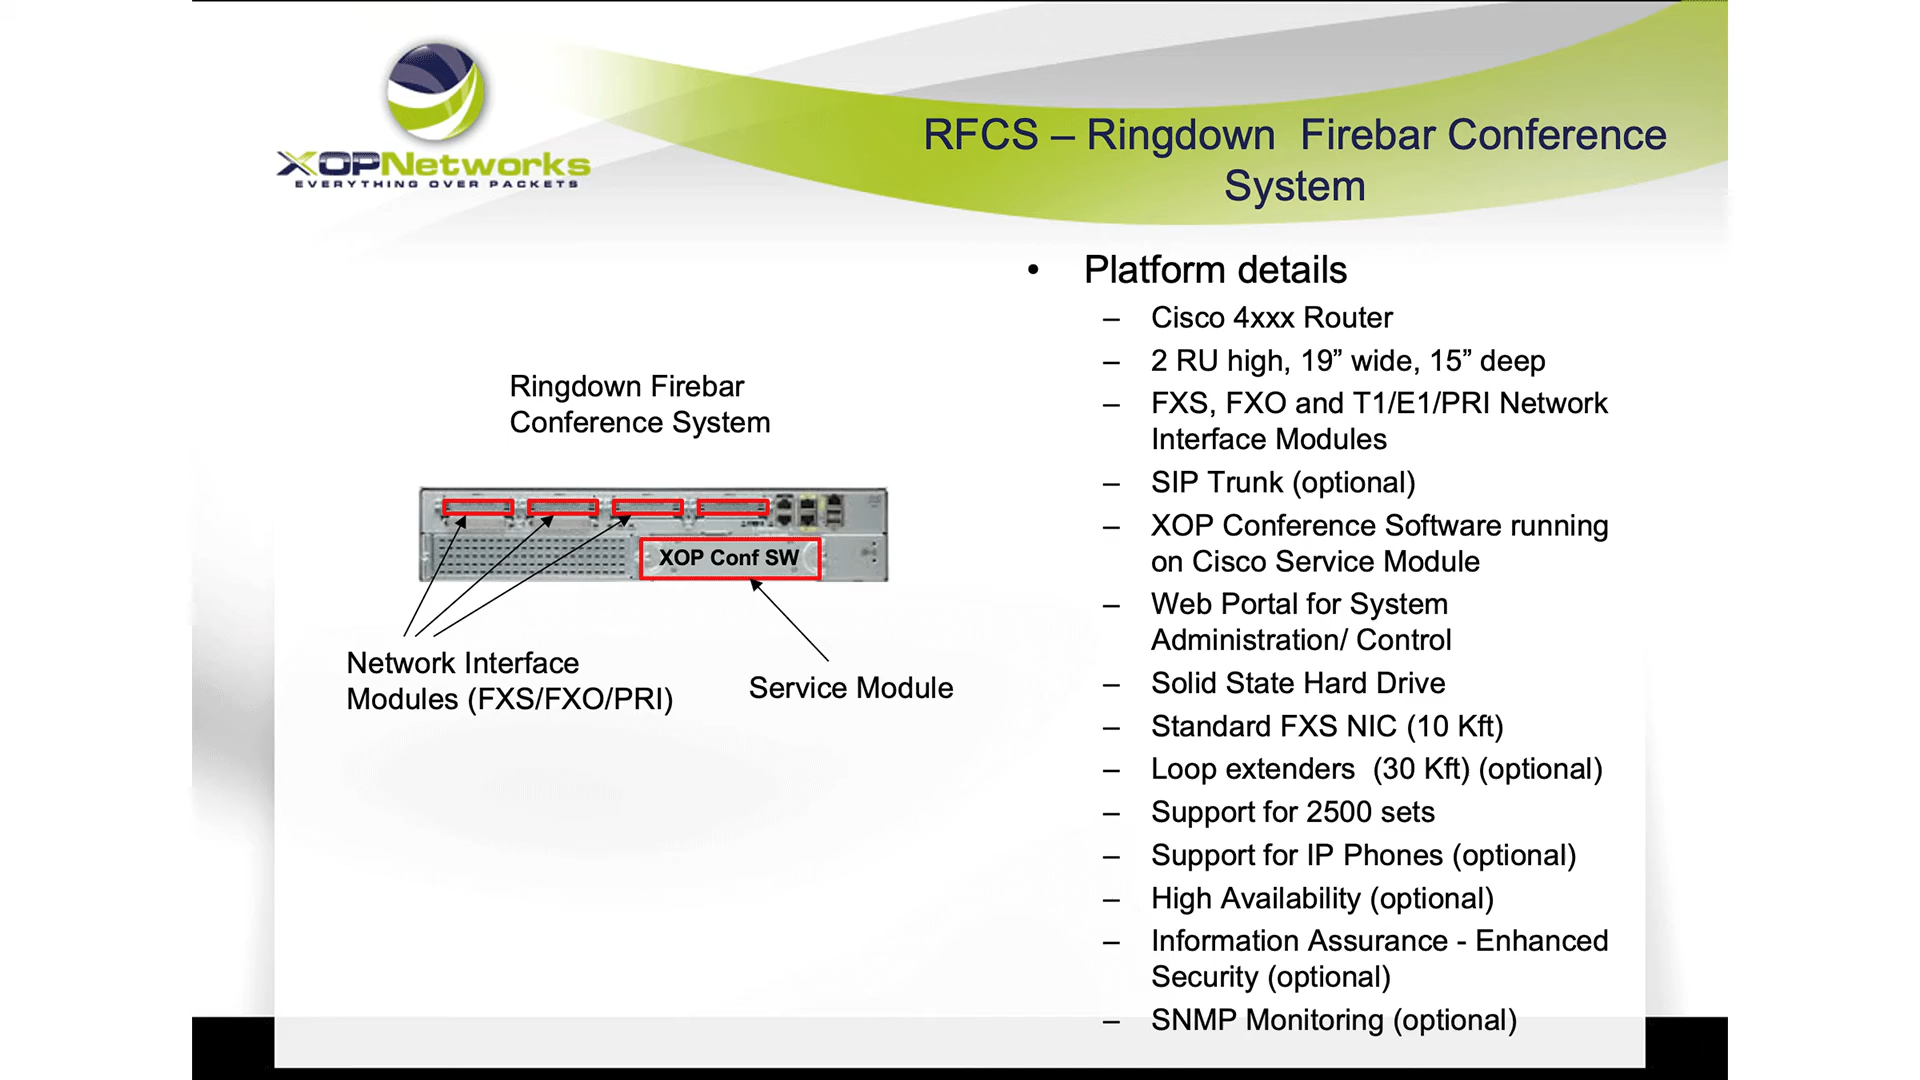 XOPNetworks
EVERYTHING OVER PACKETS
RFCS – Ringdown Firebar Conference
System
Ringdown Firebar
Conference System
XOP Conf SW
Network Interface
Modules (FXS/FXO/PRI)
Service Module
• Platform details
– Cisco 4xxx Router
– 2 RU high, 19” wide, 15” deep
– FXS, FXO and T1/E1/PRI Network
Interface Modules
– SIP Trunk (optional)
– XOP Conference Software running
on Cisco Service Module
– Web Portal for System
Administration/ Control
– Solid State Hard Drive
– Standard FXS NIC (10 Kft)
– Loop extenders (30 Kft) (optional)
– Support for 2500 sets
– Support for IP Phones (optional)
– High Availability (optional)
– Information Assurance - Enhanced
Security (optional)
– SNMP Monitoring (optional)